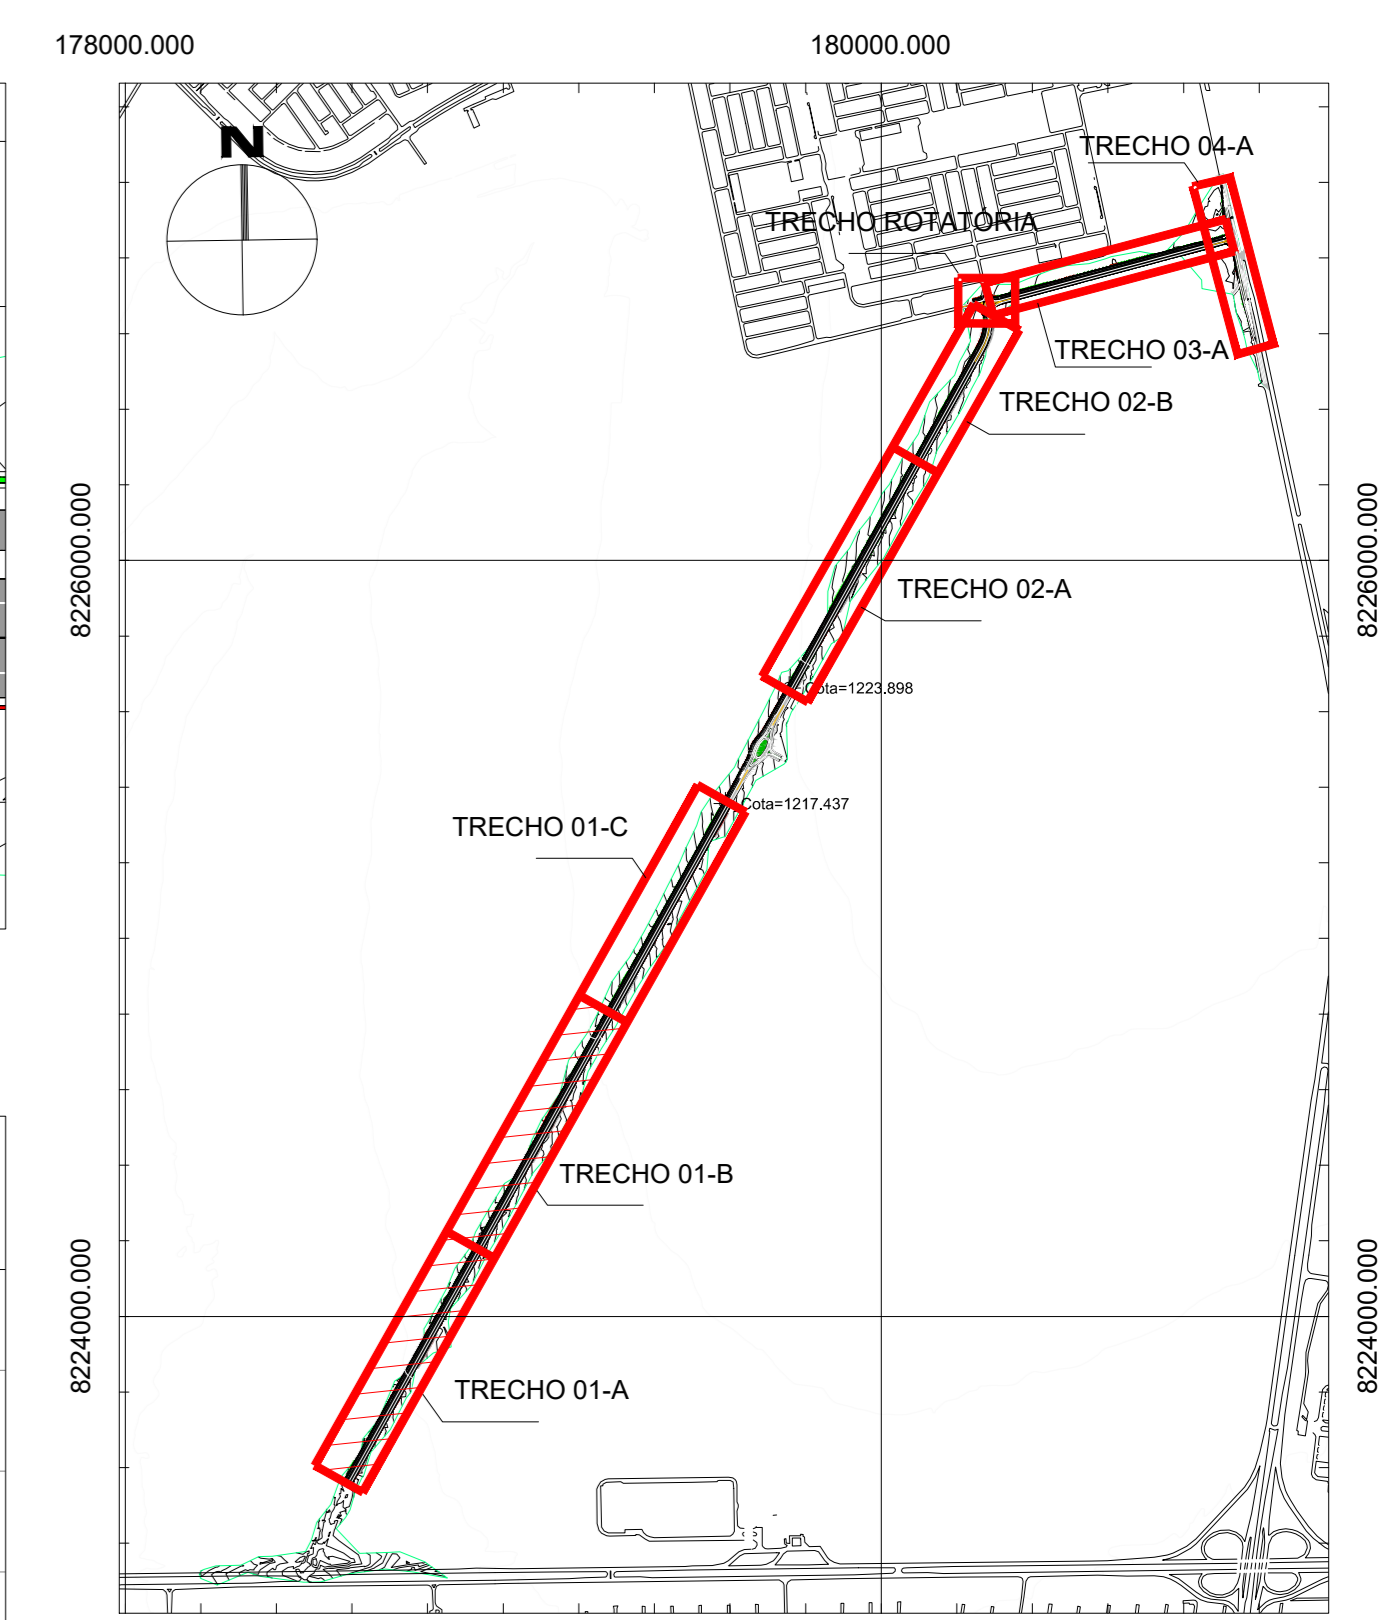 178000.000
180000.000
N
TRECHO 04-A
TRECHO ROTATÓRIA
TRECHO 03-A
TRECHO 02-B
8226000.000
8226000.000
TRECHO 02-A
Cota=1223.898
Cota=1217.437
TRECHO 01-C
TRECHO 01-B
8224000.000
8224000.000
TRECHO 01-A